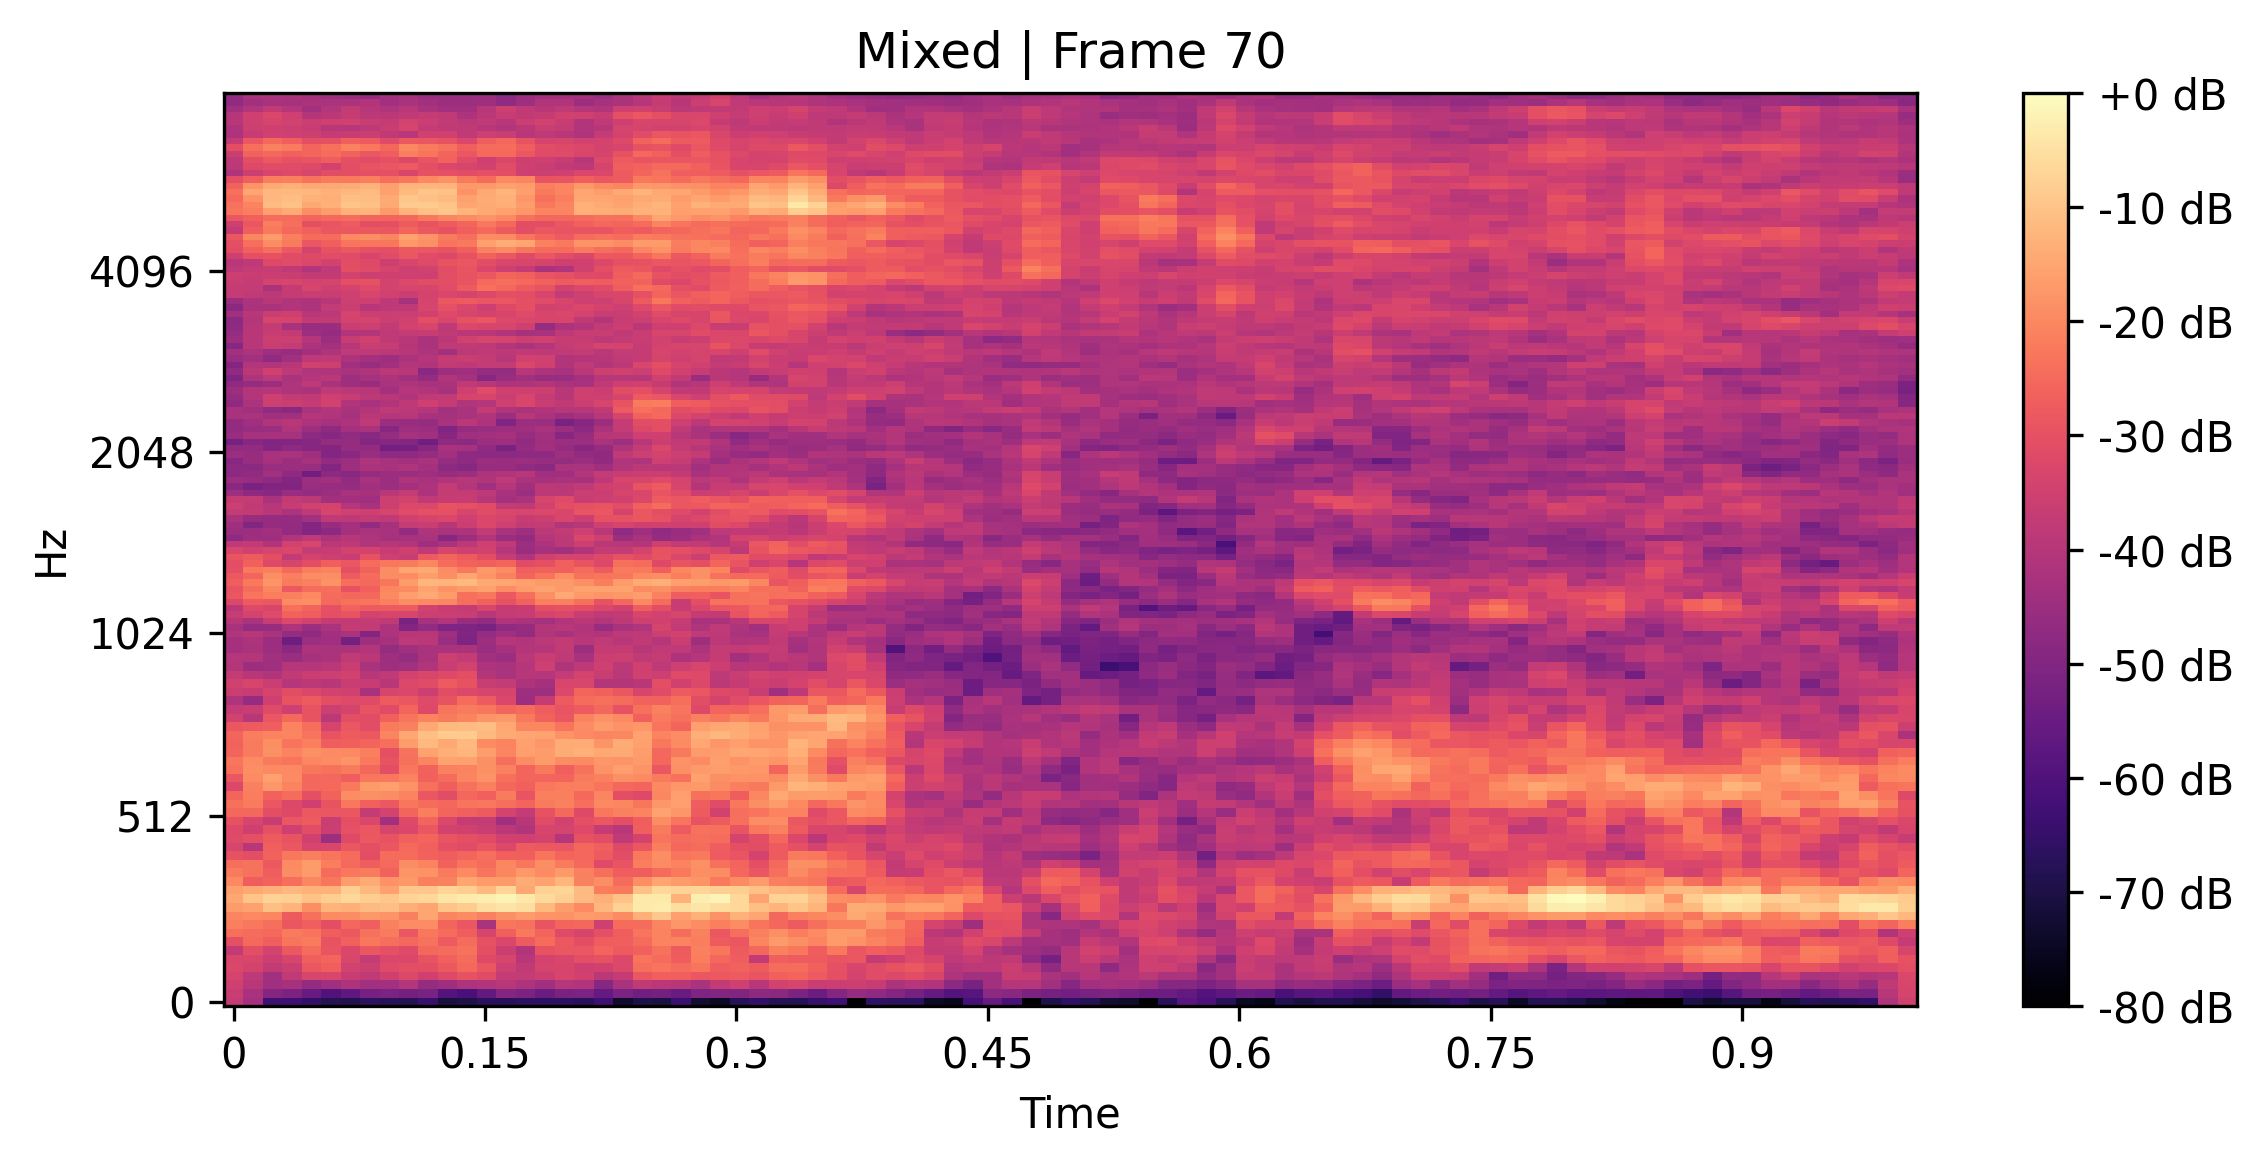 Mixed | Frame 70
Hz
4096
2048
1024
512
0
0 0.15 0.3 0.45 0.6 0.75 0.9
Time
+0 dB
-10 dB
-20 dB
-30 dB
-40 dB
-50 dB
-60 dB
-70 dB
-80 dB